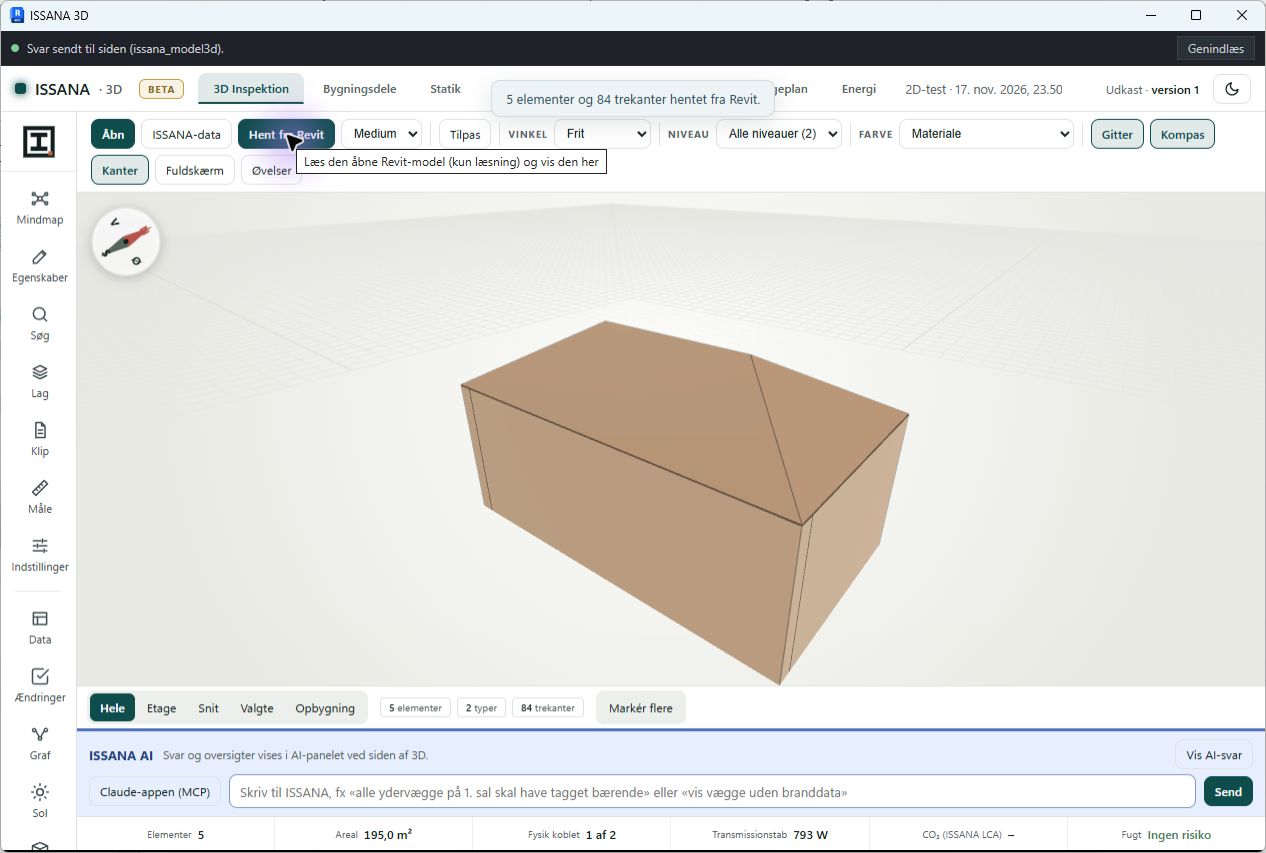 ISSANA 3D
Svar sendt til siden (issana_model3d).
Genindlæs
ISSANA · 3D
BETA
3D Inspektion
Bygningsdele
Statik
Energi
2D-test · 17. nov. 2026, 23.50
Udkast · version 1
5 elementer og 84 trekanter hentet fra Revit.
Åbn
ISSANA-data
Hent fra Revit
Medium
Tilpas
VINKEL
Frit
NIVEAU
Alle niveauer (2)
FARVE
Materiale
Gitter
Kompas
Læs den åbne Revit-model (kun læsning) og vis den her
Kanter
Fuldskærm
Øvelser
Mindmap
Egenskaber
Søg
Lag
Klip
Måle
Indstillinger
Data
Ændringer
Graf
Sol
Hele
Etage
Snit
Valgte
Opbygning
5 elementer
2 typer
84 trekanter
Markér flere
ISSANA AI
Svar og oversigter vises i AI-panelet ved siden af 3D.
Vis AI-svar
Claude-appen (MCP)
Skriv til ISSANA, fx «alle ydervægge på 1. sal skal have tagget bærende» eller «vis vægge uden branddata»
Send
Elementer 5
Areal 195,0 m²
Fysik koblet 1 af 2
Transmissionstab 793 W
CO₂ (ISSANA LCA) –
Fugt Ingen risiko